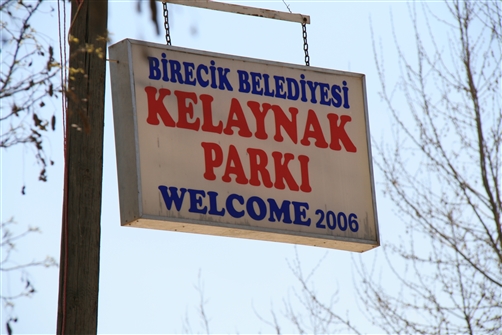 BİRECİK BELEDİYESİ
KELAYNAK
PARKI
WELCOME 2006